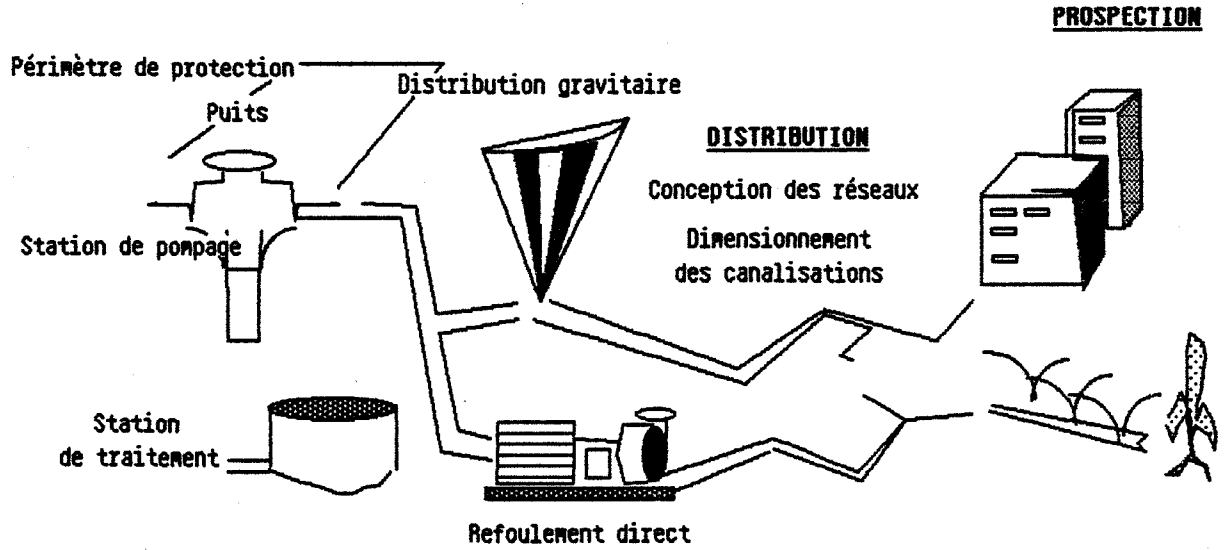 PROSPECTION
Périmètre de protection
Distribution gravitaire
Puits
DISTRIBUTION
Conception des réseaux
Station de pompage
Dimensionnement
des canalisations
Station
de traitement
Refoulement direct